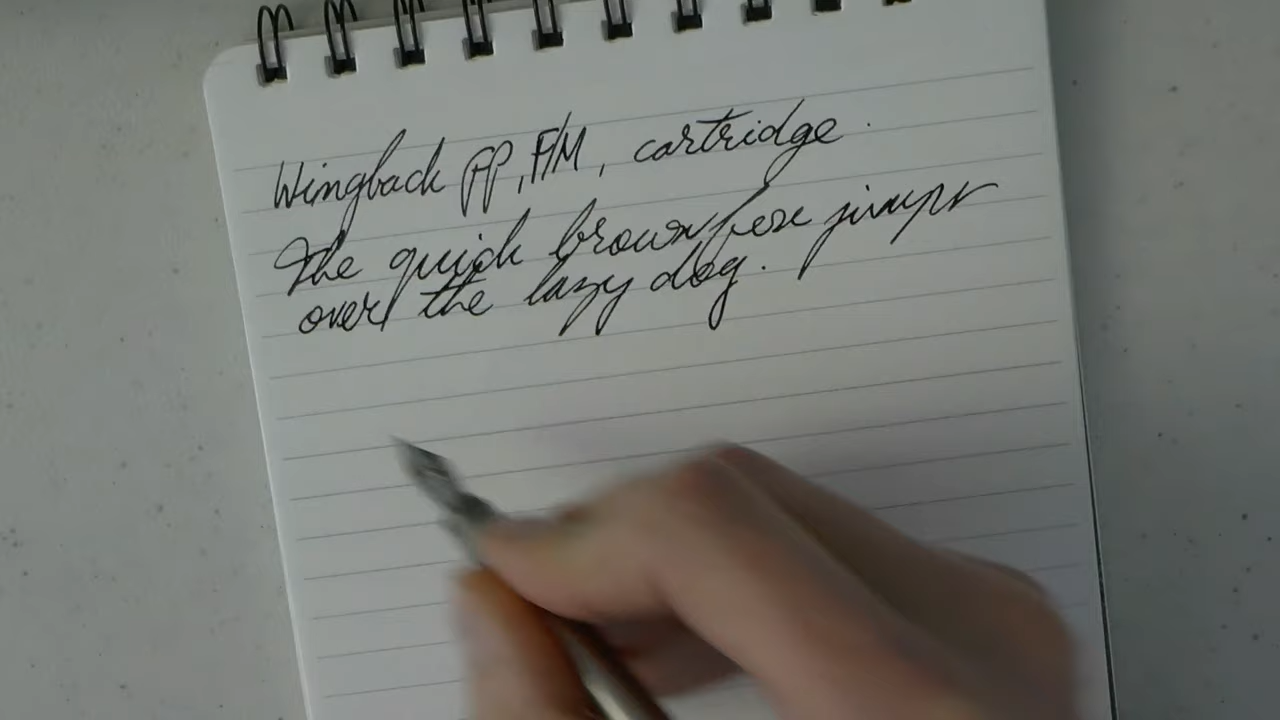 Wingback FP, F/M, cartridge.
The quick brown fox jumps
over the lazy dog.